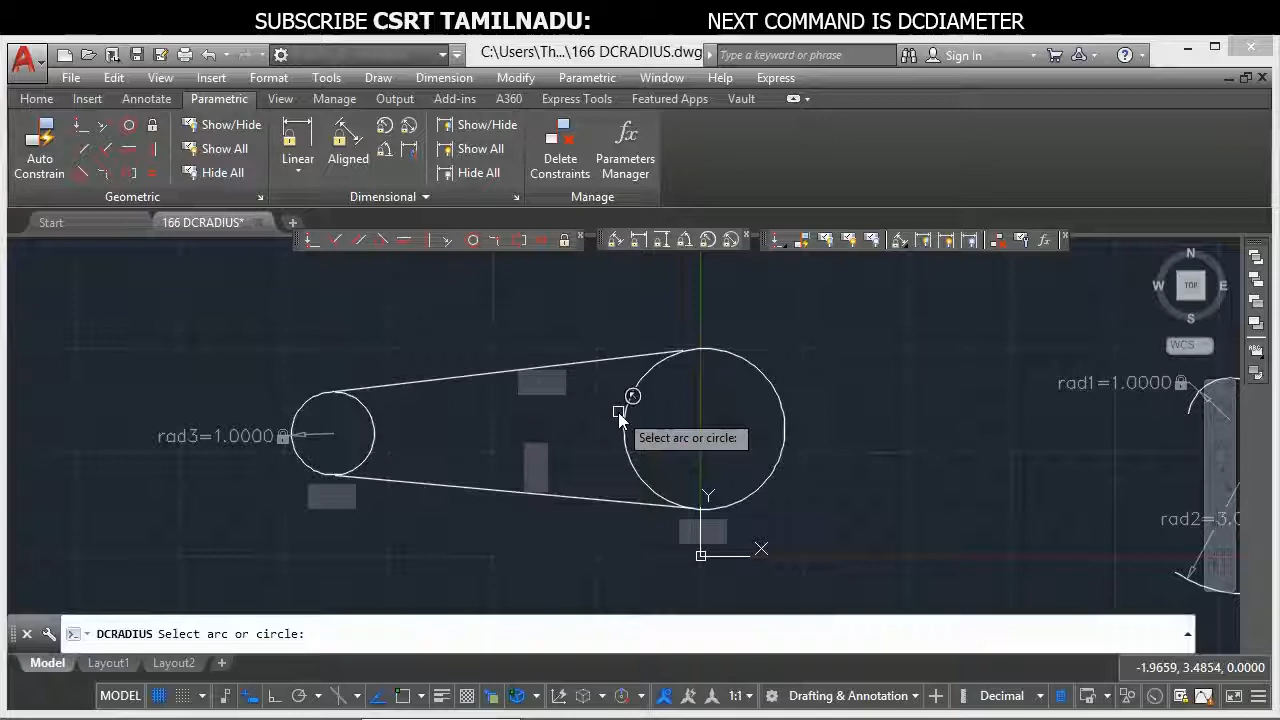 SUBSCRIBE CSRT TAMILNADU: NEXT COMMAND IS DCDIAMETER
C:\Users\Th...\166 DCRADIUS.dwg Type a keyword or phrase Sign In
File Edit View Insert Format Tools Draw Dimension Modify Parametric Window Help Express
Home Insert Annotate Parametric View Manage Output Add-ins A360 Express Tools Featured Apps Vault
Show/Hide
Show All
Hide All
Auto
Constrain
Geometric
Linear
Aligned
Show/Hide
Show All
Hide All
Dimensional
fx
Delete
Constraints
Parameters
Manager
Manage
Start 166 DCRADIUS*
N
W TOP E
S
WCS
rad1=1.0000
rad3=1.0000
Select arc or circle:
rad2=3.0
Y
X
DCRADIUS Select arc or circle:
Model Layout1 Layout2 +
-1.9659, 3.4854, 0.0000
MODEL 1:1 Drafting & Annotation Decimal